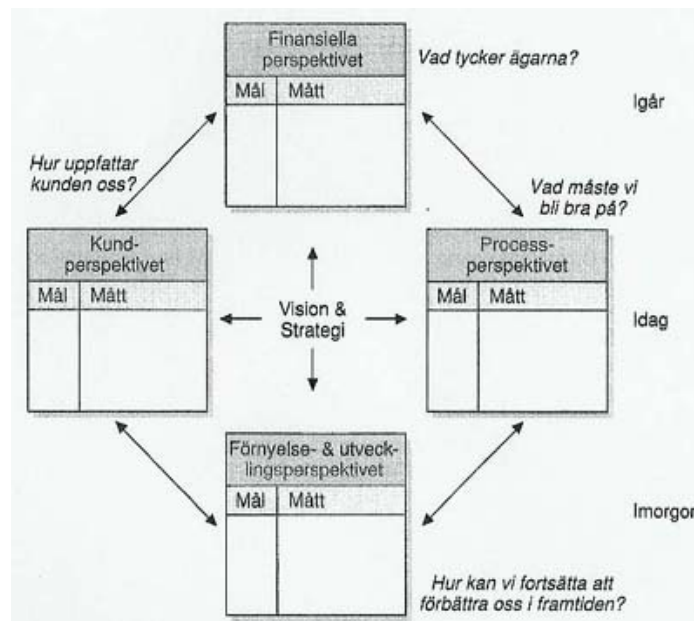 Finansiella
perspektivet
Mål Mått
Vad tycker ägarna?
Igår
Hur uppfattar
kunden oss?
Vad måste vi
bli bra på?
Kund-
perspektivet
Mål Mått
Vision &
Strategi
Process-
perspektivet
Mål Mått
Idag
Förnyelse- & utveck-
lingsperspektivet
Mål Mått
Imorgon
Hur kan vi fortsätta att
förbättra oss i framtiden?